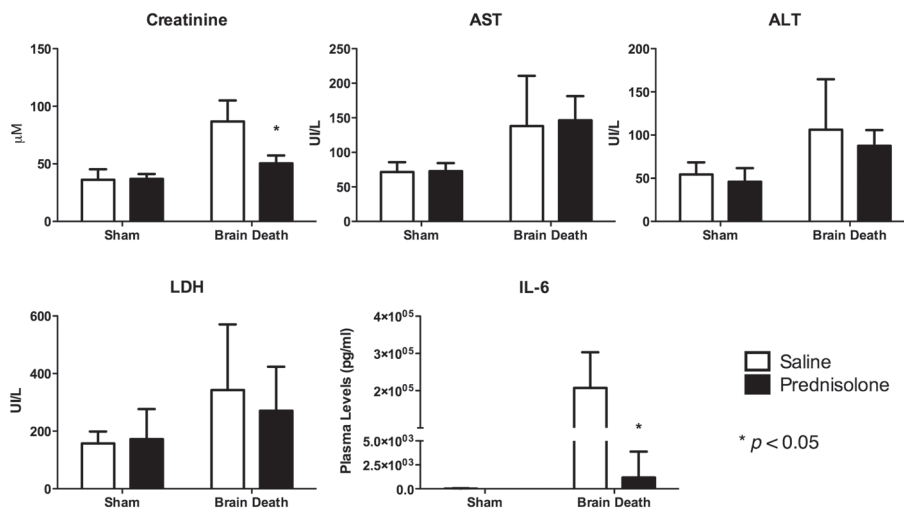 Creatinine
150
100
50
0
μM
*
Sham
Brain Death
AST
250
200
150
100
50
0
UI/L
Sham
Brain Death
ALT
200
150
100
50
0
UI/L
Sham
Brain Death
LDH
600
400
200
0
UI/L
Sham
Brain Death
IL-6
4×10⁰⁵
3×10⁰⁵
2×10⁰⁵
5.0×10⁰³
2.5×10⁰³
0.0
Plasma Levels (pg/ml)
*
Sham
Brain Death
Saline
Prednisolone
* p < 0.05